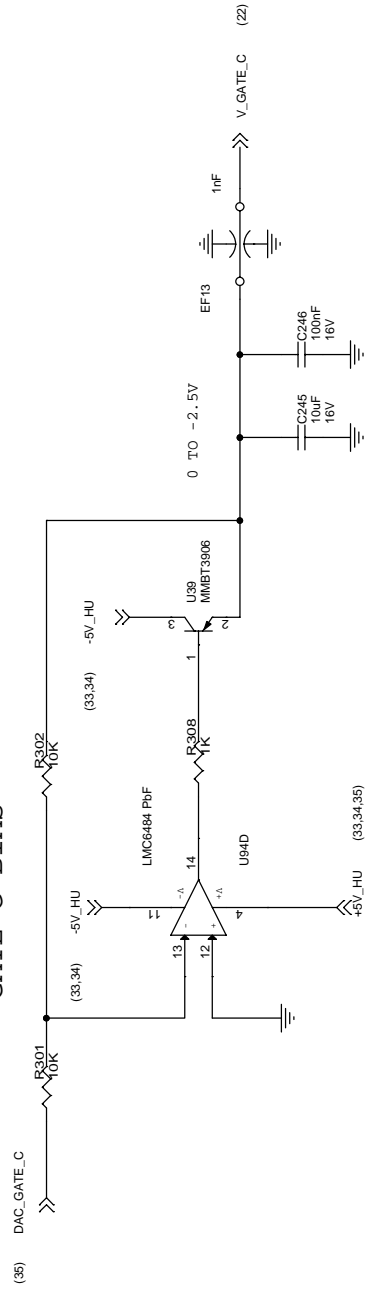 (35)
DAC_GATE_C
R301
10K
R302
10K
(33,34)
-5V_HU
11
-V
13
-
12
+
+V
4
+5V_HU
(33,34,35)
LMC6484 PbF
U94D
14
R308
1K
(33,34)
-5V_HU
3
1
2
U39
MMBT3906
0 TO -2.5V
C245
10uF
16V
C246
100nF
16V
EF13
1nF
V_GATE_C
(22)